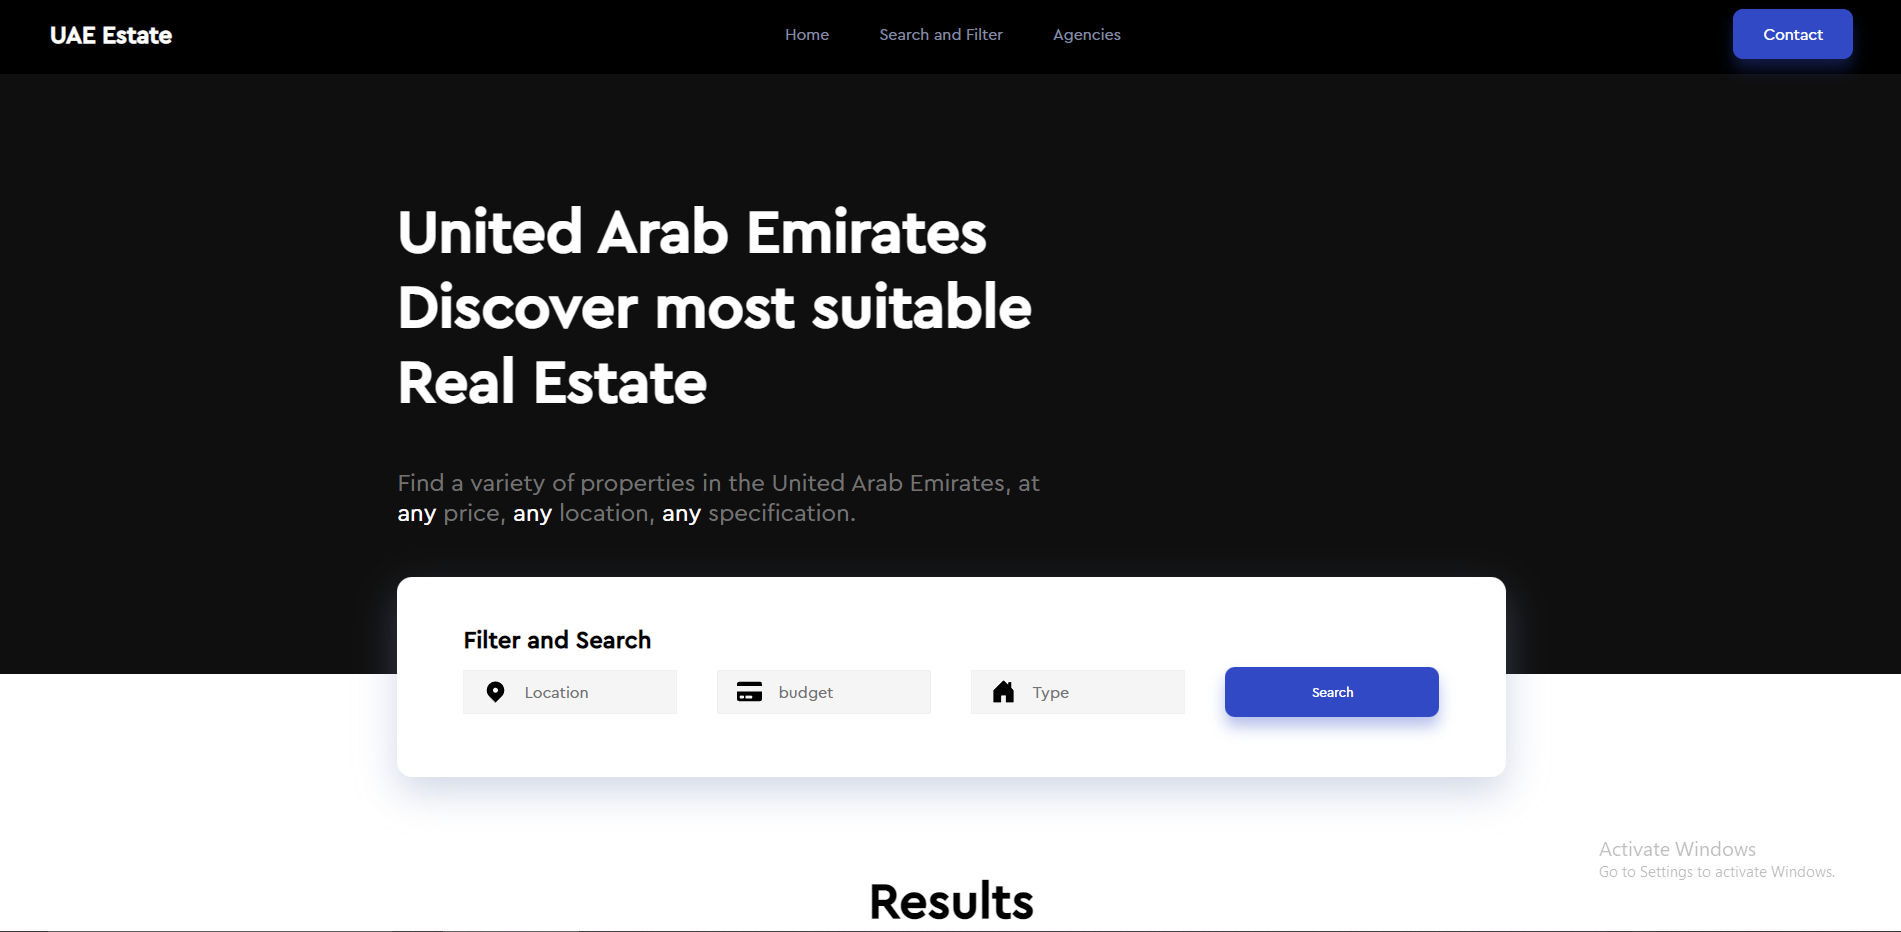 UAE Estate
Home
Search and Filter
Agencies
Contact
United Arab Emirates
Discover most suitable
Real Estate
Find a variety of properties in the United Arab Emirates, at
any price, any location, any specification.
Filter and Search
Location
budget
Type
Search
Activate Windows
Go to Settings to activate Windows.
Results